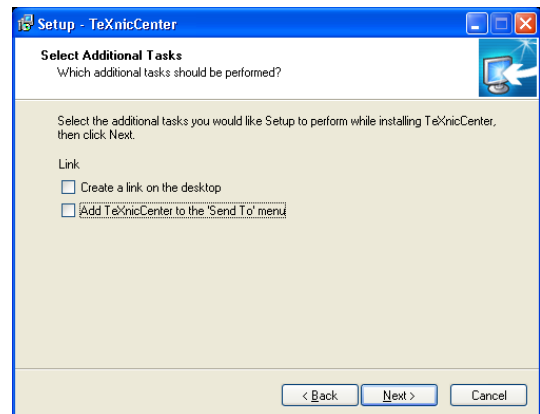 Setup - TeXnicCenter
Select Additional Tasks
Which additional tasks should be performed?
Select the additional tasks you would like Setup to perform while installing TeXnicCenter,
then click Next.
Link
Create a link on the desktop
Add TeXnicCenter to the 'Send To' menu
< Back
Next >
Cancel